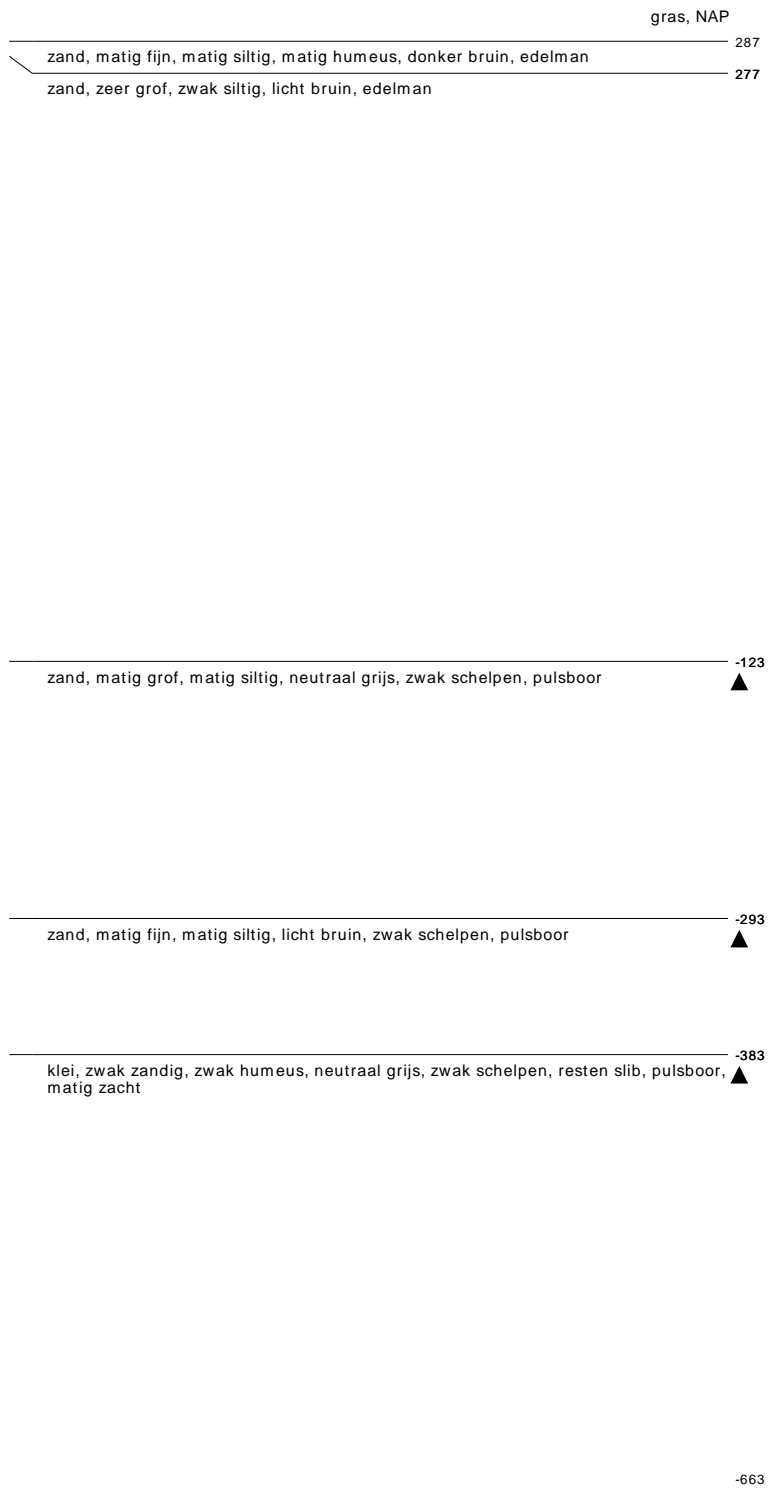 gras, NAP
287
zand, matig fijn, matig siltig, matig humeus, donker bruin, edelman
277
zand, zeer grof, zwak siltig, licht bruin, edelman
-123
zand, matig grof, matig siltig, neutraal grijs, zwak schelpen, pulsboor
-293
zand, matig fijn, matig siltig, licht bruin, zwak schelpen, pulsboor
-383
klei, zwak zandig, zwak humeus, neutraal grijs, zwak schelpen, resten slib, pulsboor,
matig zacht
-663